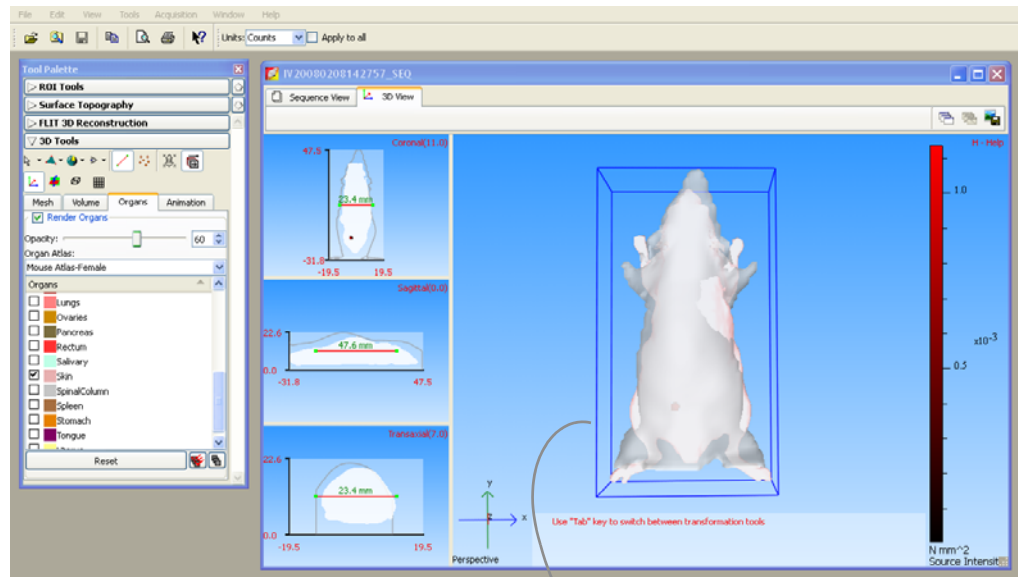 File Edit View Tools Acquisition Window Help
Units: Counts Apply to all
Tool Palette
ROI Tools
Surface Topography
FLIT 3D Reconstruction
3D Tools
Mesh Volume Organs Animation
Render Organs
Opacity: 60
Organ Atlas:
Mouse Atlas-Female
Organs
Lungs
Ovaries
Pancreas
Rectum
Salivary
Skin
SpinalColumn
Spleen
Stomach
Tongue
Reset
IV20080208142757_SEQ
Sequence View 3D View
Coronal(11.0)
47.5
23.4 mm
-31.8
-19.5 19.5
Sagittal(0.0)
22.6
47.6 mm
0.0
-31.8 47.5
Transaxial(7.0)
22.6
23.4 mm
0.0
-19.5 19.5
H - Help
1.0
x10-3
0.5
y
z
x
Use "Tab" key to switch between transformation tools
Perspective
N mm^2
Source Intensit